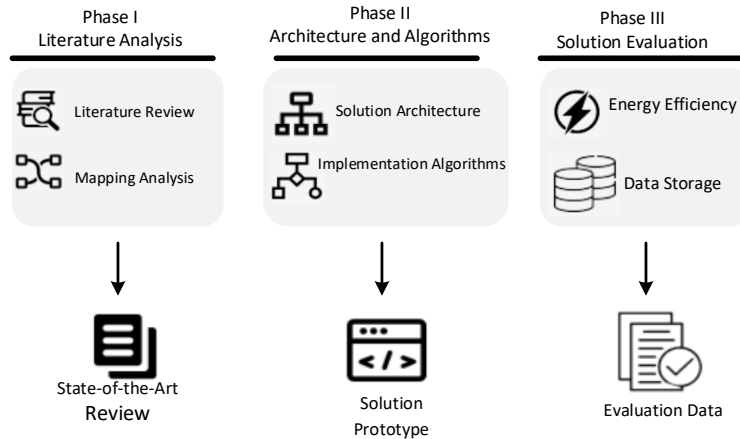 Phase I
Literature Analysis
Literature Review
Mapping Analysis
State-of-the-Art
Review
Phase II
Architecture and Algorithms
Solution Architecture
Implementation Algorithms
</>
Solution
Prototype
Phase III
Solution Evaluation
Energy Efficiency
Data Storage
Evaluation Data